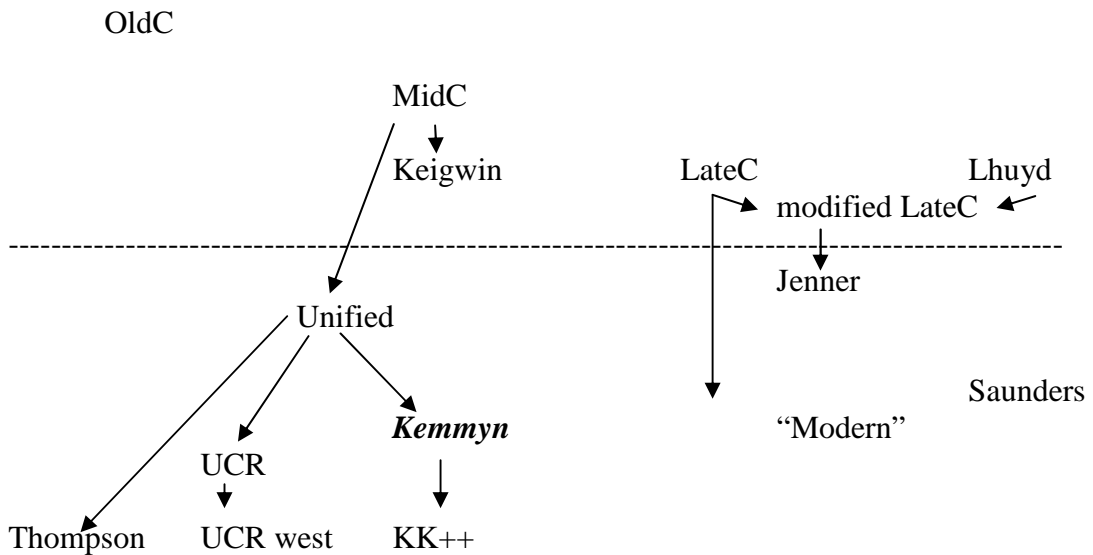 OldC
MidC
Keigwin
LateC
Lhuyd
modified LateC
Jenner
Unified
Saunders
Kemmyn
“Modern”
UCR
Thompson
UCR west
KK++